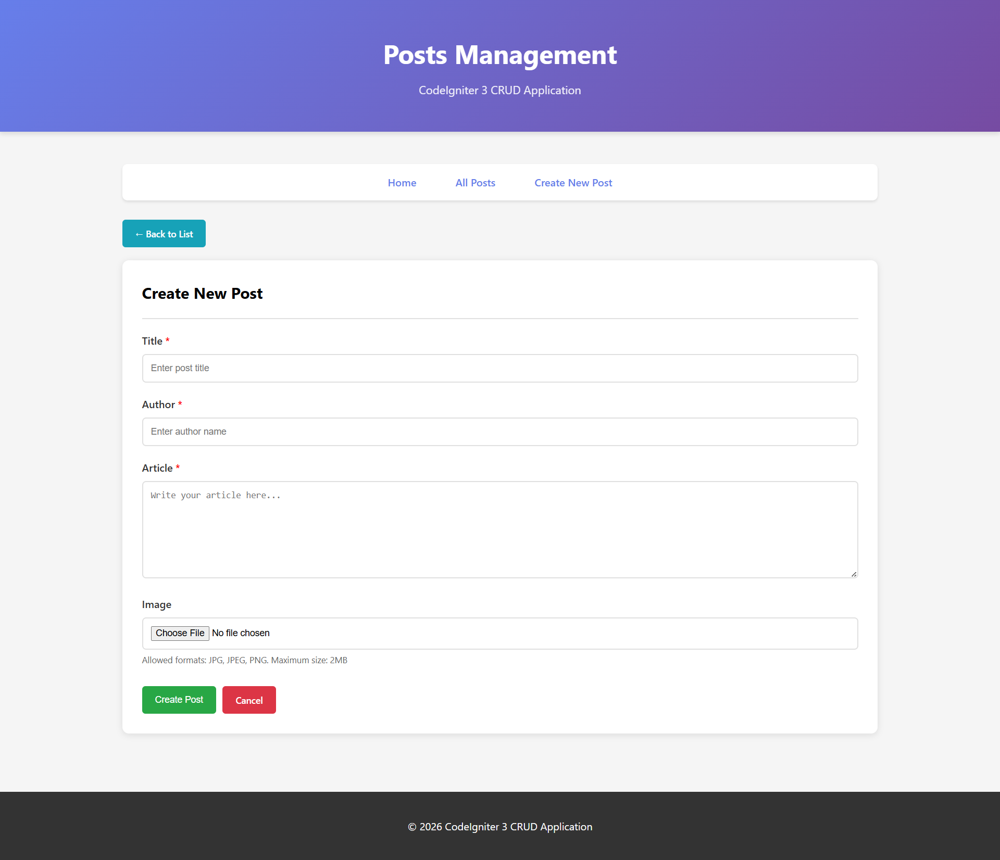 Posts Management
CodeIgniter 3 CRUD Application
Home All Posts Create New Post
← Back to List
Create New Post
Title *
Enter post title
Author *
Enter author name
Article *
Write your article here...
Image
Choose File No file chosen
Allowed formats: JPG, JPEG, PNG. Maximum size: 2MB
Create Post Cancel
© 2026 CodeIgniter 3 CRUD Application